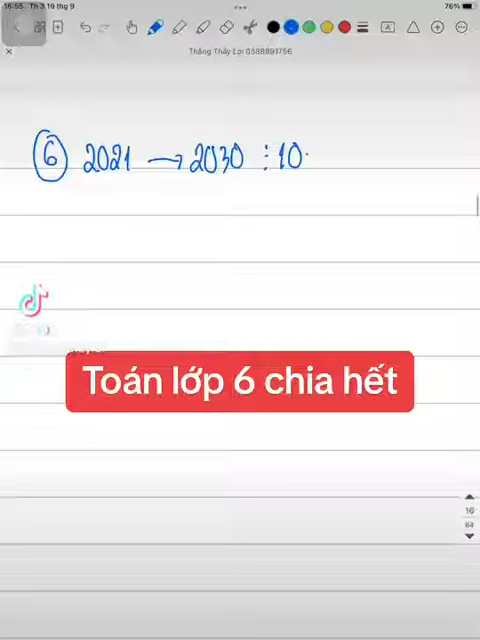 16:55 Th 3 19 thg 9
76%
Thắng Thầy Lợi 0388891756
6 2021 → 2030 ⋮ 10
Toán lớp 6 chia hết
16
64